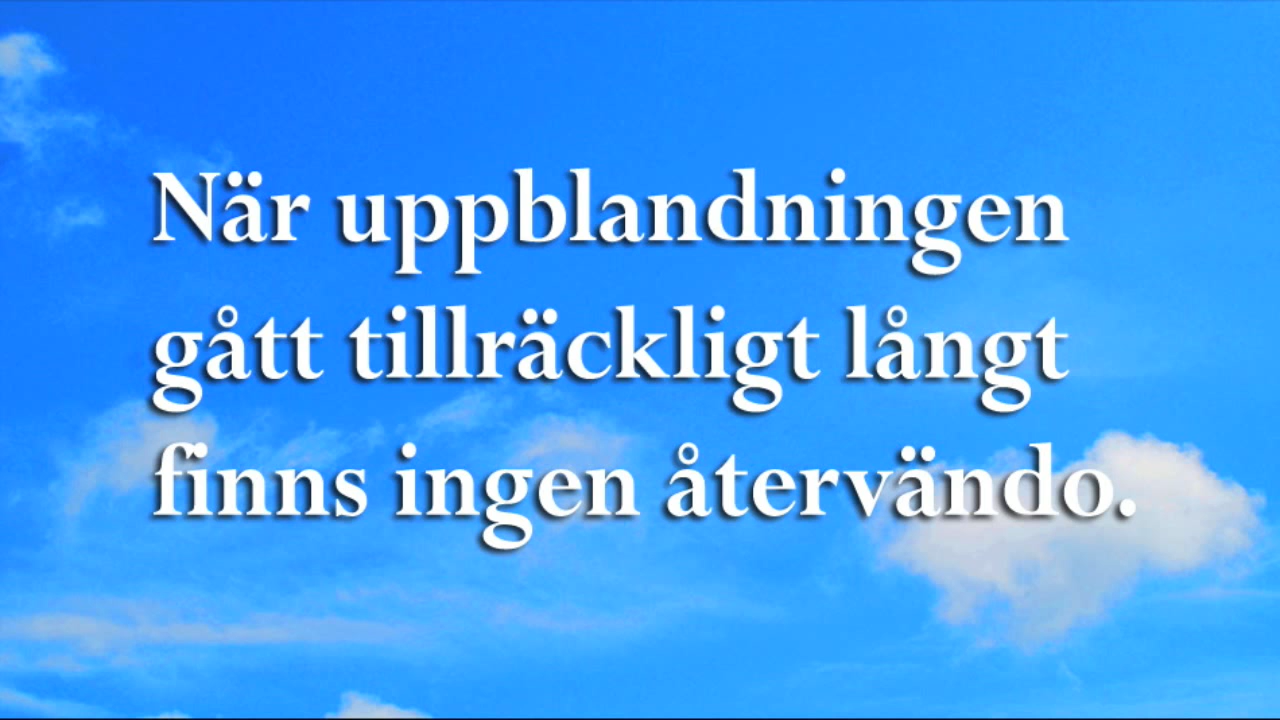 När uppblandningen
gått tillräckligt långt
finns ingen återvändo.